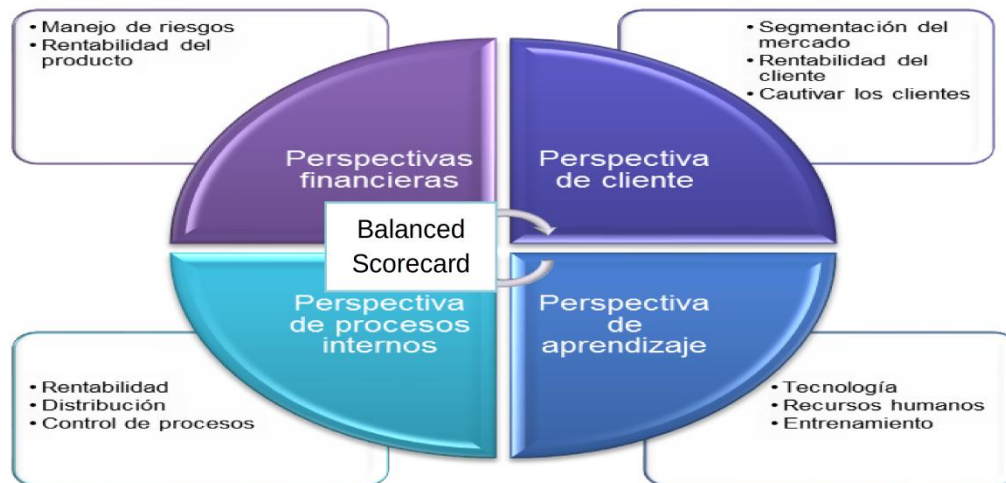 • Manejo de riesgos
• Rentabilidad del
producto
• Segmentación del
mercado
• Rentabilidad del
cliente
• Cautivar los clientes
Perspectivas
financieras
Perspectiva
de cliente
Balanced
Scorecard
Perspectiva
de procesos
internos
Perspectiva
de
aprendizaje
• Rentabilidad
• Distribución
• Control de procesos
• Tecnología
• Recursos humanos
• Entrenamiento